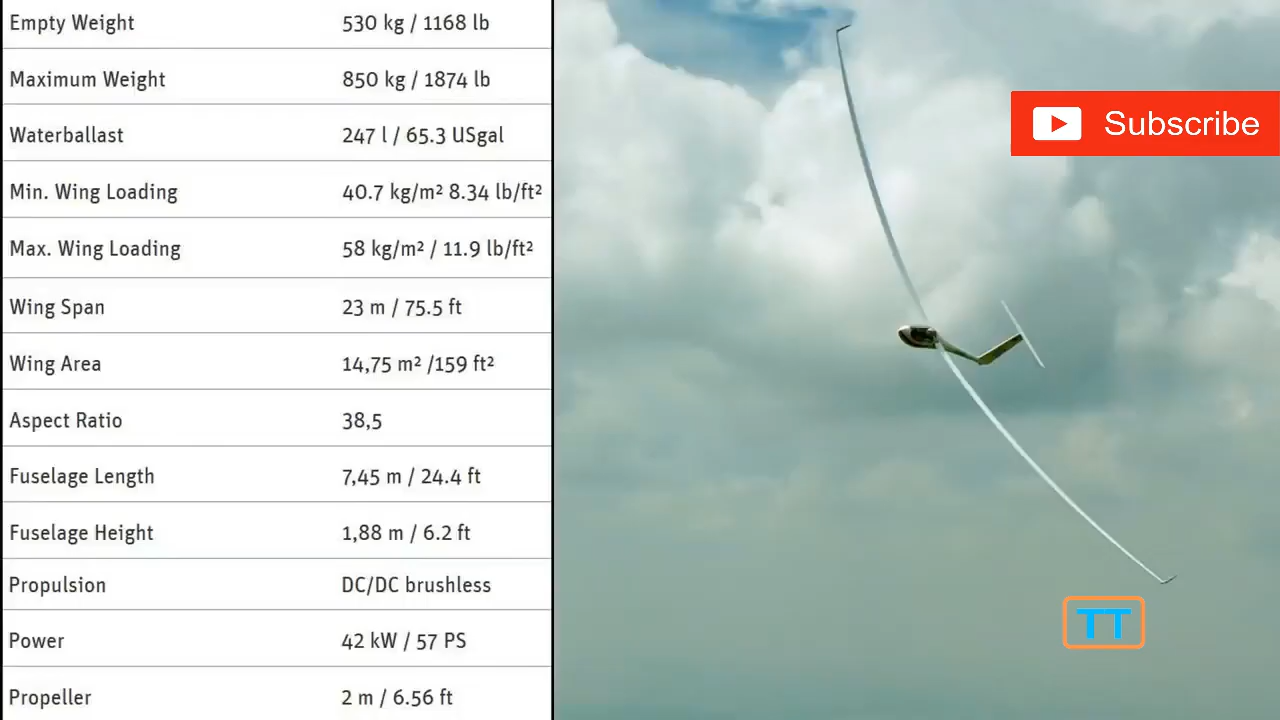 Empty Weight 530 kg / 1168 lb
Maximum Weight 850 kg / 1874 lb
Waterballast 247 l / 65.3 USgal
Min. Wing Loading 40.7 kg/m² 8.34 lb/ft²
Max. Wing Loading 58 kg/m² / 11.9 lb/ft²
Wing Span 23 m / 75.5 ft
Wing Area 14,75 m² /159 ft²
Aspect Ratio 38,5
Fuselage Length 7,45 m / 24.4 ft
Fuselage Height 1,88 m / 6.2 ft
Propulsion DC/DC brushless
Power 42 kW / 57 PS
Propeller 2 m / 6.56 ft
Subscribe
TT